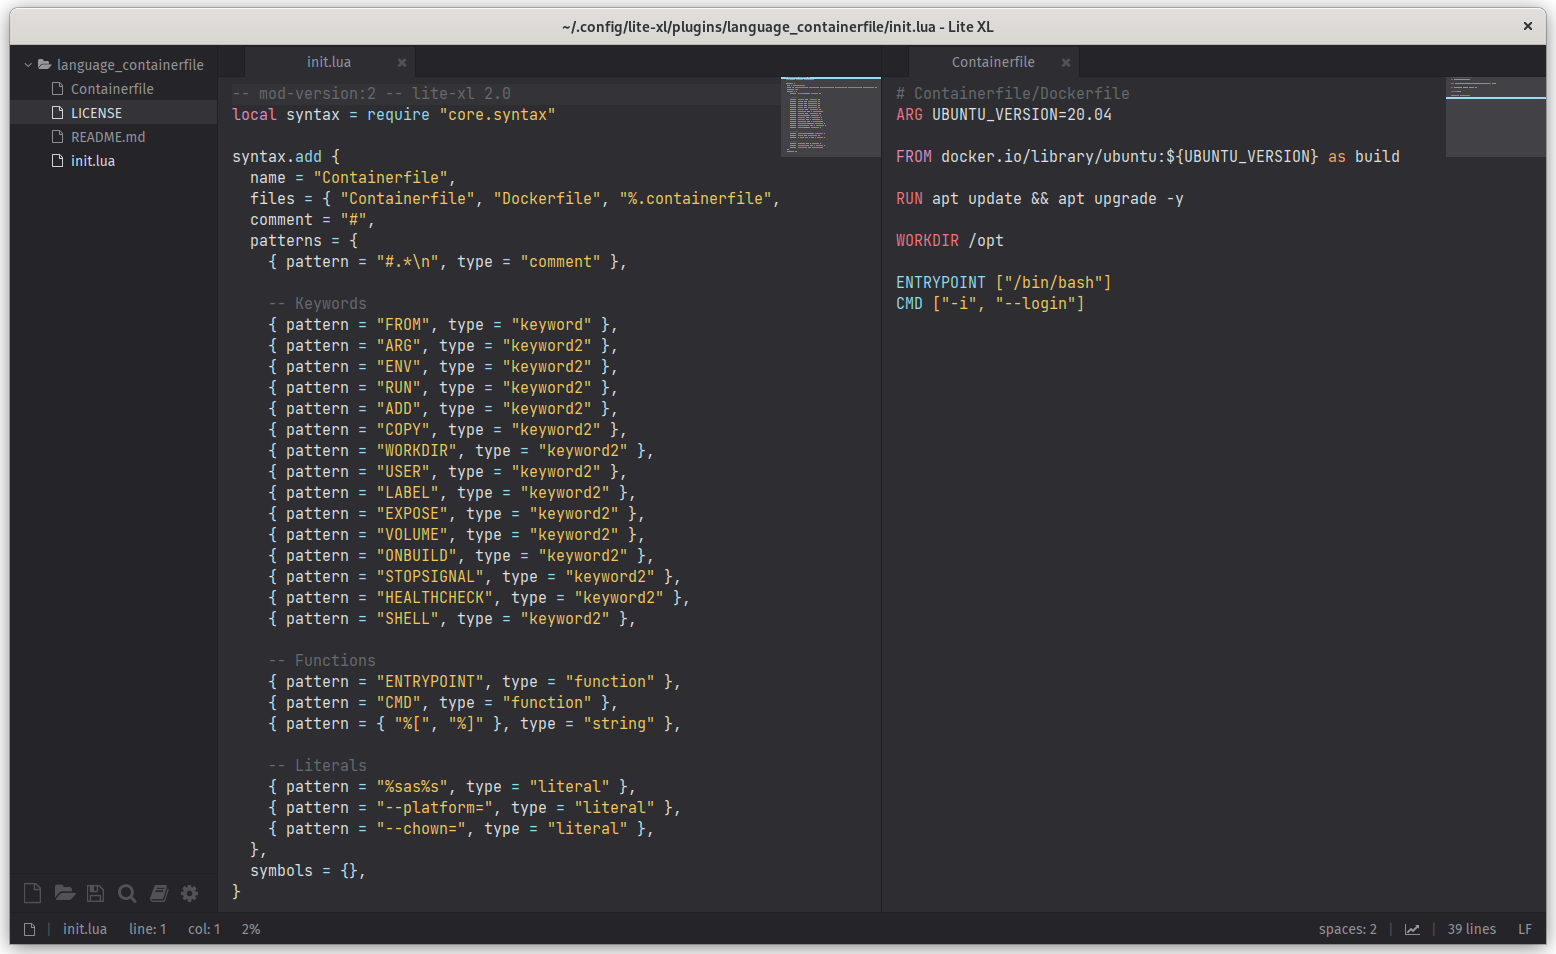 ~/.config/lite-xl/plugins/language_containerfile/init.lua - Lite XL
language_containerfile
Containerfile
LICENSE
README.md
init.lua
init.lua
-- mod-version:2 -- lite-xl 2.0
local syntax = require "core.syntax"
syntax.add {
  name = "Containerfile",
  files = { "Containerfile", "Dockerfile", "%.containerfile",
  comment = "#",
  patterns = {
    { pattern = "#.*\n", type = "comment" },
    -- Keywords
    { pattern = "FROM", type = "keyword" },
    { pattern = "ARG", type = "keyword2" },
    { pattern = "ENV", type = "keyword2" },
    { pattern = "RUN", type = "keyword2" },
    { pattern = "ADD", type = "keyword2" },
    { pattern = "COPY", type = "keyword2" },
    { pattern = "WORKDIR", type = "keyword2" },
    { pattern = "USER", type = "keyword2" },
    { pattern = "LABEL", type = "keyword2" },
    { pattern = "EXPOSE", type = "keyword2" },
    { pattern = "VOLUME", type = "keyword2" },
    { pattern = "ONBUILD", type = "keyword2" },
    { pattern = "STOPSIGNAL", type = "keyword2" },
    { pattern = "HEALTHCHECK", type = "keyword2" },
    { pattern = "SHELL", type = "keyword2" },
    -- Functions
    { pattern = "ENTRYPOINT", type = "function" },
    { pattern = "CMD", type = "function" },
    { pattern = { "%[", "%]" }, type = "string" },
    -- Literals
    { pattern = "%sas%s", type = "literal" },
    { pattern = "--platform=", type = "literal" },
    { pattern = "--chown=", type = "literal" },
  },
  symbols = {},
}
Containerfile
# Containerfile/Dockerfile
ARG UBUNTU_VERSION=20.04
FROM docker.io/library/ubuntu:${UBUNTU_VERSION} as build
RUN apt update && apt upgrade -y
WORKDIR /opt
ENTRYPOINT ["/bin/bash"]
CMD ["-i", "--login"]
init.lua line: 1 col: 1 2%
spaces: 2 39 lines LF